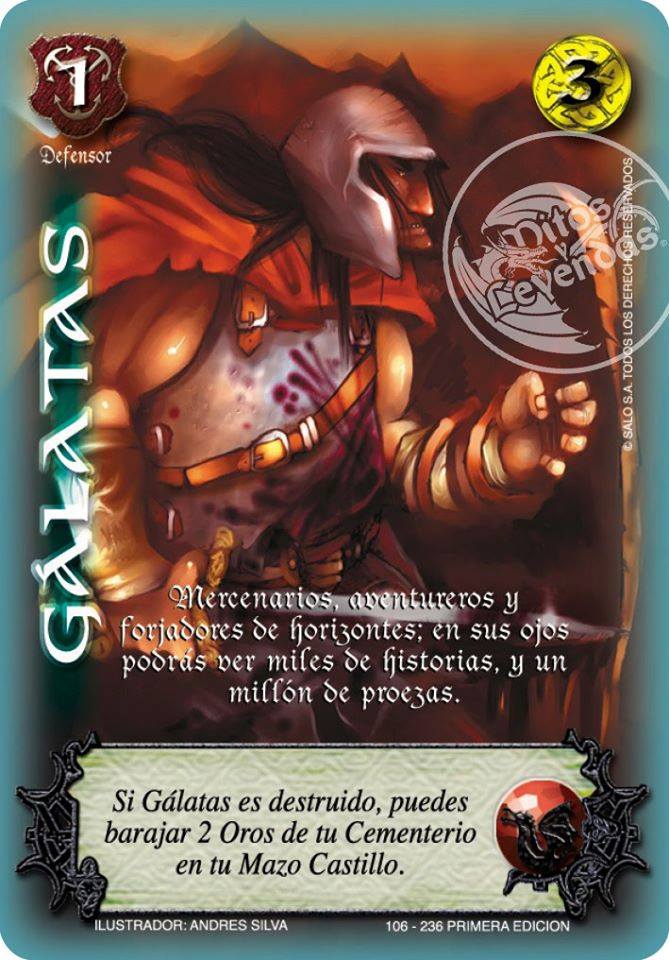 1
3
Defensor
Mitos
y
Leyendas
©
© SALO S.A. TODOS LOS DERECHOS RESERVADOS
GÁLATAS
Mercenarios, aventureros y
forjadores de horizontes; en sus ojos
podrás ver miles de historias, y un
millón de proezas.
Si Gálatas es destruido, puedes
barajar 2 Oros de tu Cementerio
en tu Mazo Castillo.
ILUSTRADOR: ANDRES SILVA
106 - 236 PRIMERA EDICION